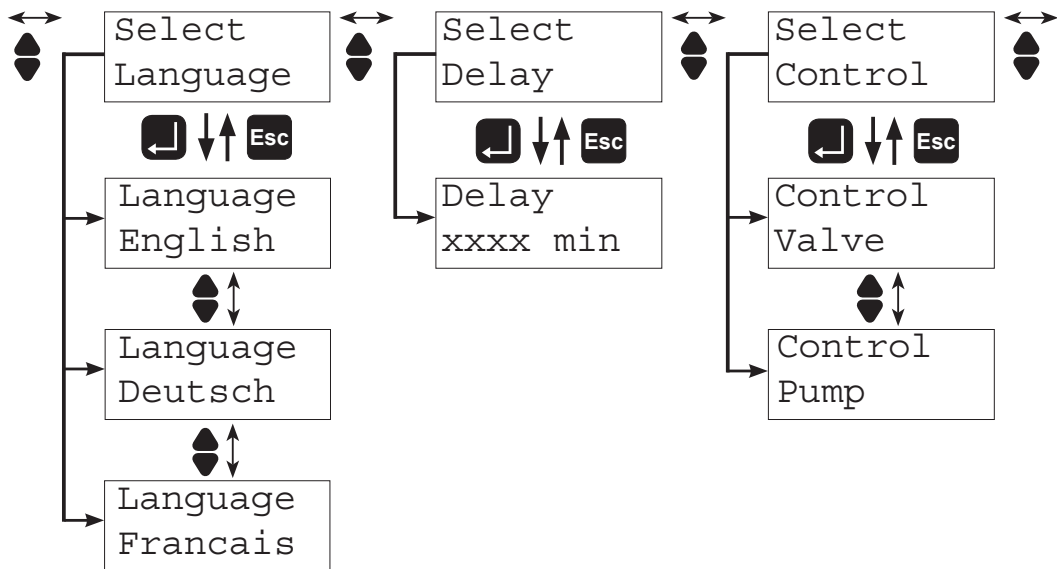 Select
Language
Select
Delay
Select
Control
Esc
Esc
Esc
Language
English
Delay
xxxx min
Control
Valve
Language
Deutsch
Control
Pump
Language
Francais